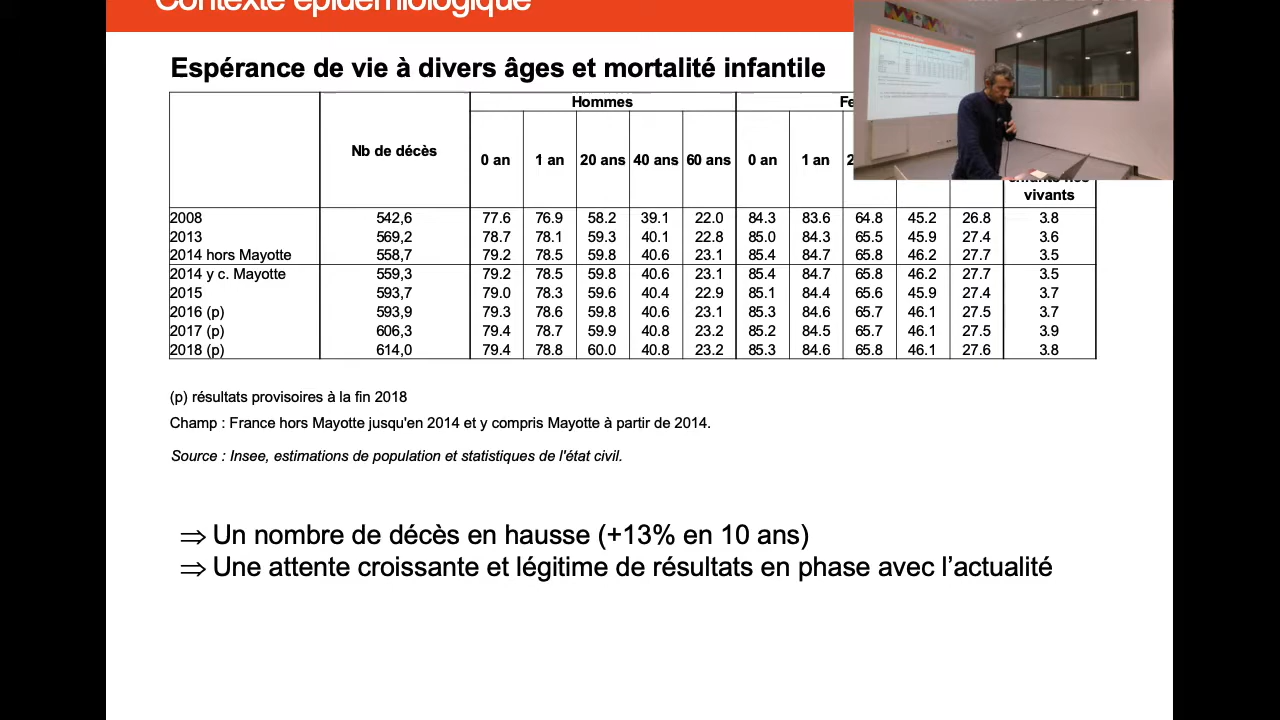 Contexte épidémiologique
Espérance de vie à divers âges et mortalité infantile
Hommes
Nb de décès 0 an 1 an 20 ans 40 ans 60 ans 0 an 1 an
vivants
2008 542,6 77.6 76.9 58.2 39.1 22.0 84.3 83.6 64.8 45.2 26.8 3.8
2013 569,2 78.7 78.1 59.3 40.1 22.8 85.0 84.3 65.5 45.9 27.4 3.6
2014 hors Mayotte 558,7 79.2 78.5 59.8 40.6 23.1 85.4 84.7 65.8 46.2 27.7 3.5
2014 y c. Mayotte 559,3 79.2 78.5 59.8 40.6 23.1 85.4 84.7 65.8 46.2 27.7 3.5
2015 593,7 79.0 78.3 59.6 40.4 22.9 85.1 84.4 65.6 45.9 27.4 3.7
2016 (p) 593,9 79.3 78.6 59.8 40.6 23.1 85.3 84.6 65.7 46.1 27.5 3.7
2017 (p) 606,3 79.4 78.7 59.9 40.8 23.2 85.2 84.5 65.7 46.1 27.5 3.9
2018 (p) 614,0 79.4 78.8 60.0 40.8 23.2 85.3 84.6 65.8 46.1 27.6 3.8
(p) résultats provisoires à la fin 2018
Champ : France hors Mayotte jusqu'en 2014 et y compris Mayotte à partir de 2014.
Source : Insee, estimations de population et statistiques de l'état civil.
⇒ Un nombre de décès en hausse (+13% en 10 ans)
⇒ Une attente croissante et légitime de résultats en phase avec l’actualité